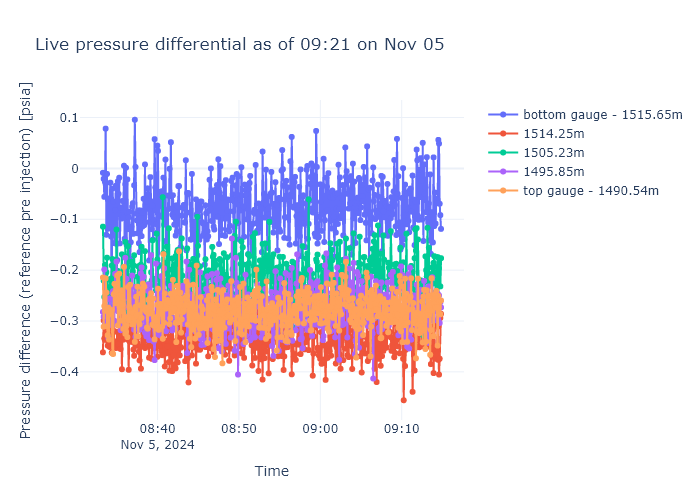 Live pressure differential as of 09:21 on Nov 05
Pressure difference (reference pre injection) [psia]
0.1
0
−0.1
−0.2
−0.3
−0.4
08:40
08:50
09:00
09:10
Nov 5, 2024
Time
bottom gauge - 1515.65m
1514.25m
1505.23m
1495.85m
top gauge - 1490.54m